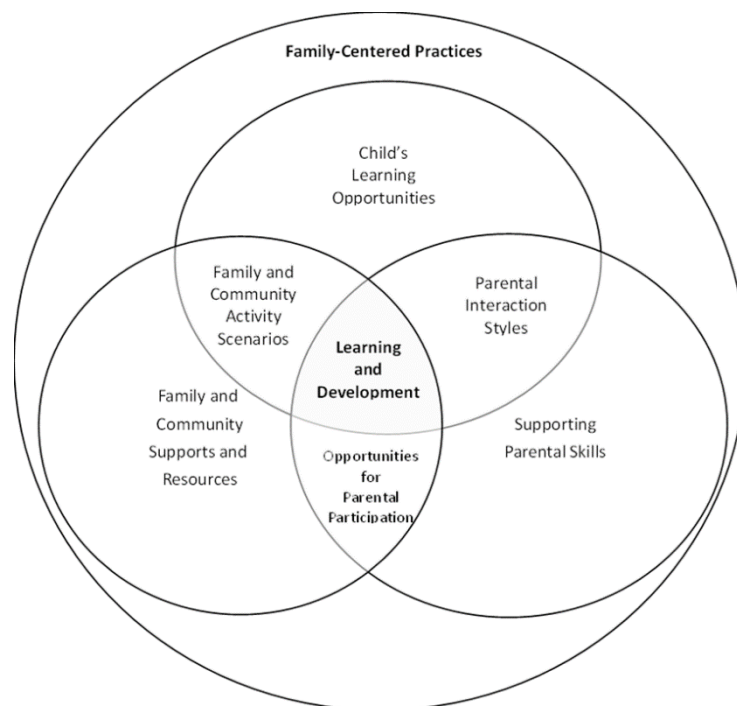 Family-Centered Practices
Child’s
Learning
Opportunities
Family and
Community
Activity
Scenarios
Parental
Interaction
Styles
Learning
and
Development
Family and
Community
Supports and
Resources
Supporting
Parental Skills
Opportunities
for
Parental
Participation